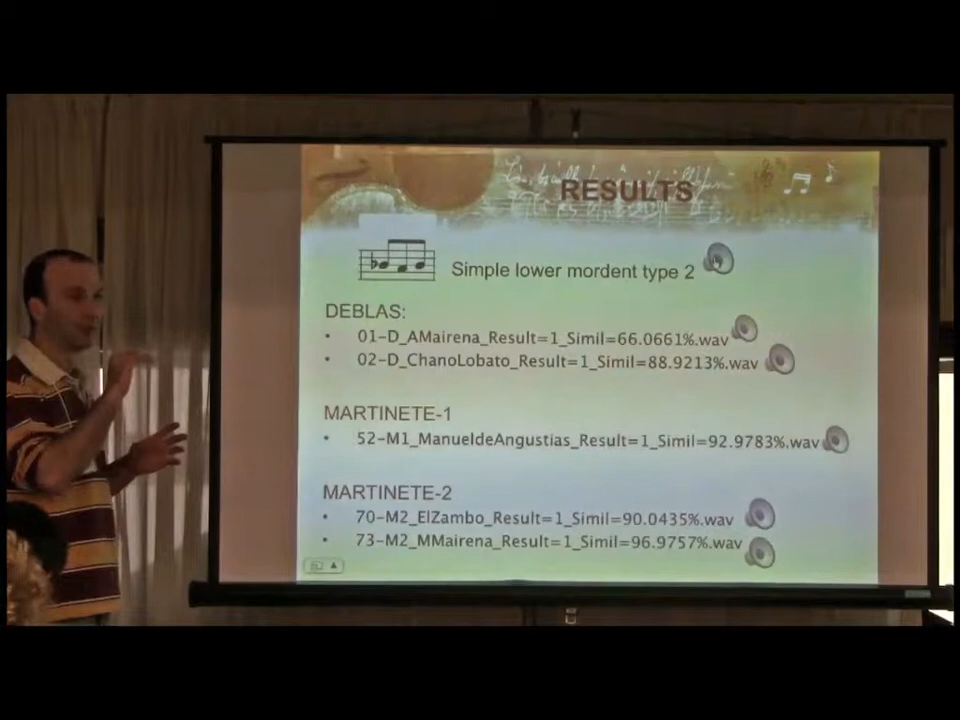 RESULTS
Simple lower mordent type 2
DEBLAS:
• 01-D_AMairena_Result=1_Simil=66.0661%.wav
• 02-D_ChanoLobato_Result=1_Simil=88.9213%.wav
MARTINETE-1
• 52-M1_ManueldeAngustias_Result=1_Simil=92.9783%.wav
MARTINETE-2
• 70-M2_ElZambo_Result=1_Simil=90.0435%.wav
• 73-M2_MMairena_Result=1_Simil=96.9757%.wav